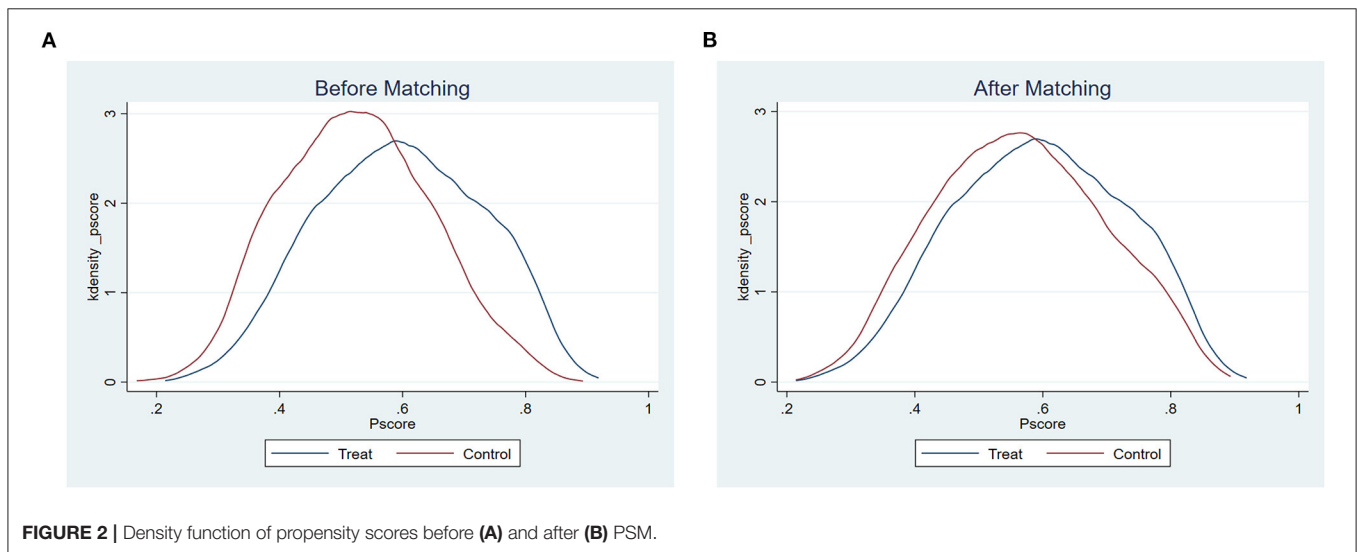 A
Before Matching
3
2
1
0
kdensity _pscore
.2 .4 .6 .8 1
Pscore
Treat Control
B
After Matching
3
2
1
0
kdensity _pscore
.2 .4 .6 .8 1
Pscore
Treat Control
FIGURE 2 | Density function of propensity scores before (A) and after (B) PSM.